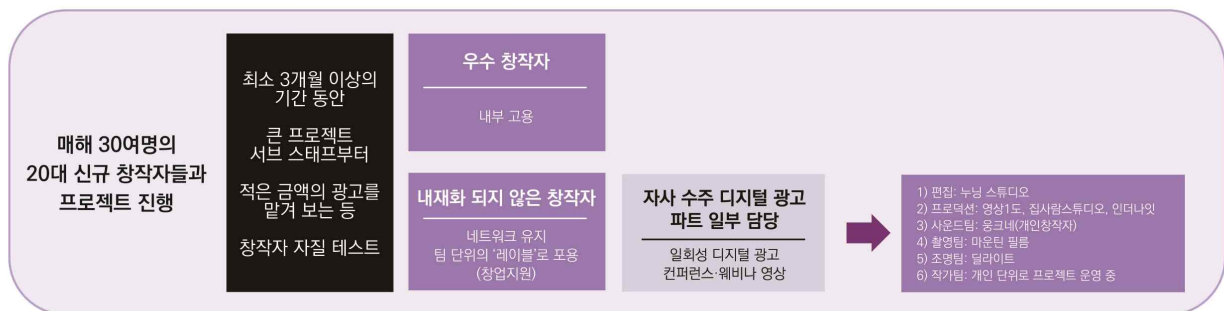 매해 30여명의
20대 신규 창작자들과
프로젝트 진행
최소 3개월 이상의
기간 동안
큰 프로젝트
서브 스태프부터
적은 금액의 광고를
맡겨 보는 등
창작자 자질 테스트
우수 창작자
내부 고용
내재화 되지 않은 창작자
네트워크 유지
팀 단위의 '레이블'로 포용
(창업지원)
자사 수주 디지털 광고
파트 일부 담당
일회성 디지털 광고
컨퍼런스·웨비나 영상
1) 편집: 누닝 스튜디오
2) 프로덕션: 영상1도, 집사람스튜디오, 인더나잇
3) 사운드팀: 웅크네(개인창작자)
4) 촬영팀: 마운틴 필름
5) 조명팀: 딜라이트
6) 작가팀: 개인 단위로 프로젝트 운영 중